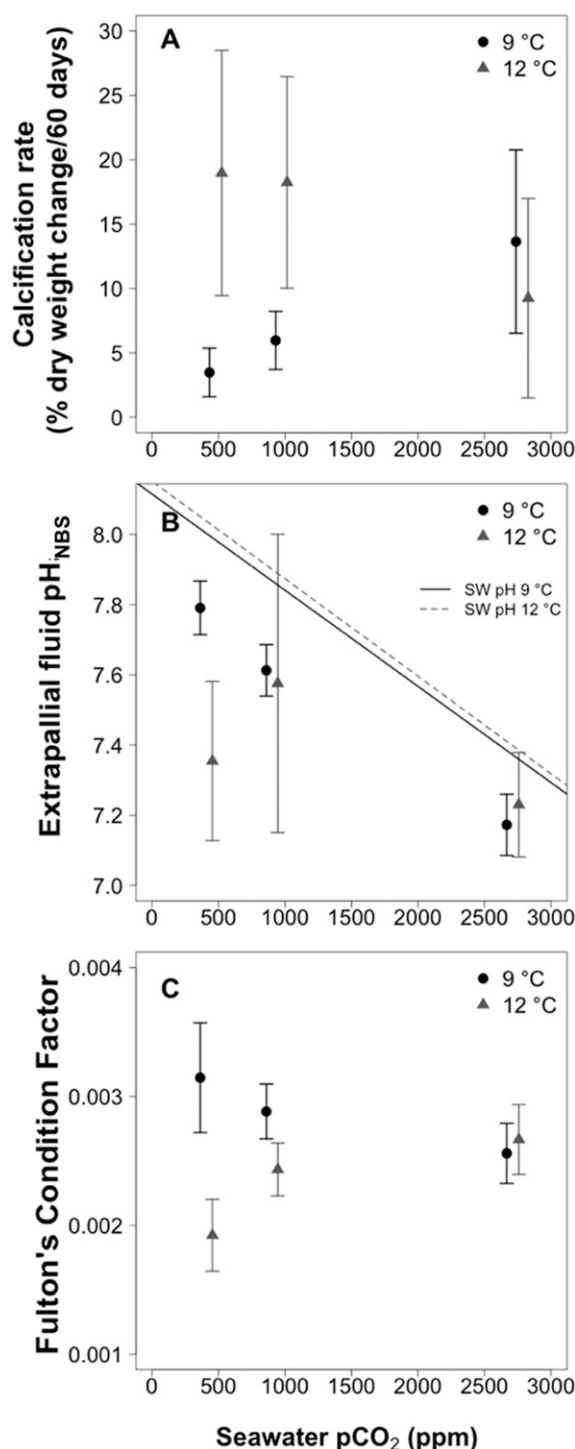 A
9 °C
12 °C
Calcification rate
(% dry weight change/60 days)
30
25
20
15
10
5
0
0 500 1000 1500 2000 2500 3000
B
9 °C
12 °C
SW pH 9 °C
SW pH 12 °C
Extrapallial fluid pH_NBS
8.0
7.8
7.6
7.4
7.2
7.0
0 500 1000 1500 2000 2500 3000
C
9 °C
12 °C
Fulton's Condition Factor
0.004
0.003
0.002
0.001
0 500 1000 1500 2000 2500 3000
Seawater pCO₂ (ppm)